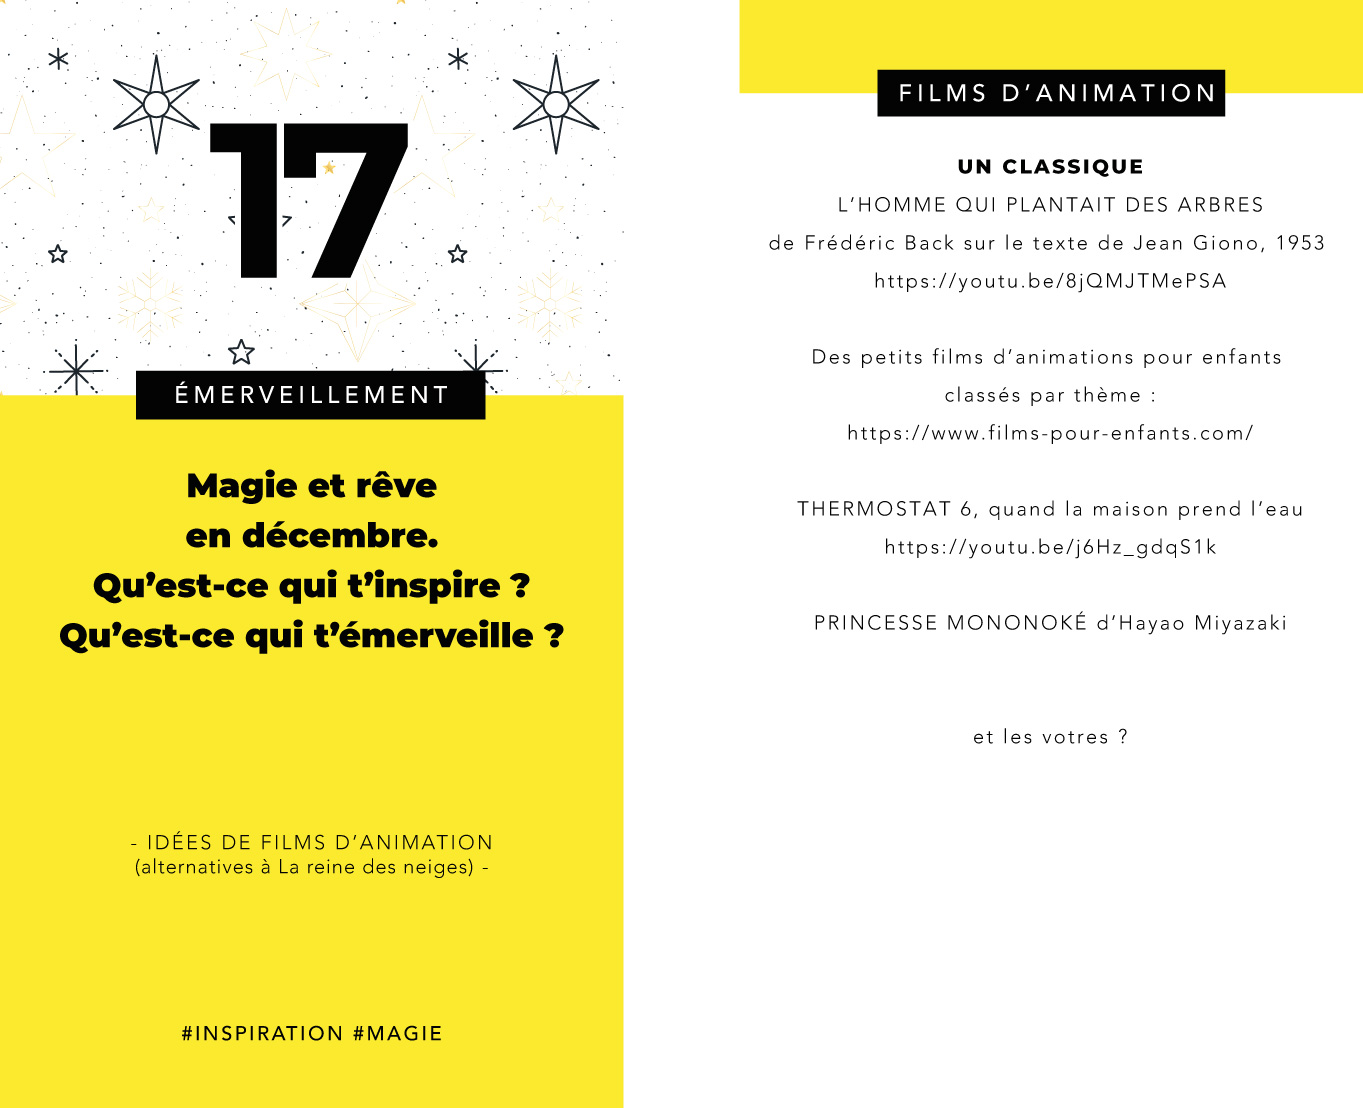 17
ÉMERVEILLEMENT
Magie et rêve
en décembre.
Qu’est-ce qui t’inspire ?
Qu’est-ce qui t’émerveille ?
- IDÉES DE FILMS D’ANIMATION
(alternatives à La reine des neiges) -
#INSPIRATION #MAGIE
FILMS D’ANIMATION
UN CLASSIQUE
L’HOMME QUI PLANTAIT DES ARBRES
de Frédéric Back sur le texte de Jean Giono, 1953
https://youtu.be/8jQMJTMePSA
Des petits films d’animations pour enfants
classés par thème :
https://www.films-pour-enfants.com/
THERMOSTAT 6, quand la maison prend l’eau
https://youtu.be/j6Hz_gdqS1k
PRINCESSE MONONOKÉ d’Hayao Miyazaki
et les votres ?